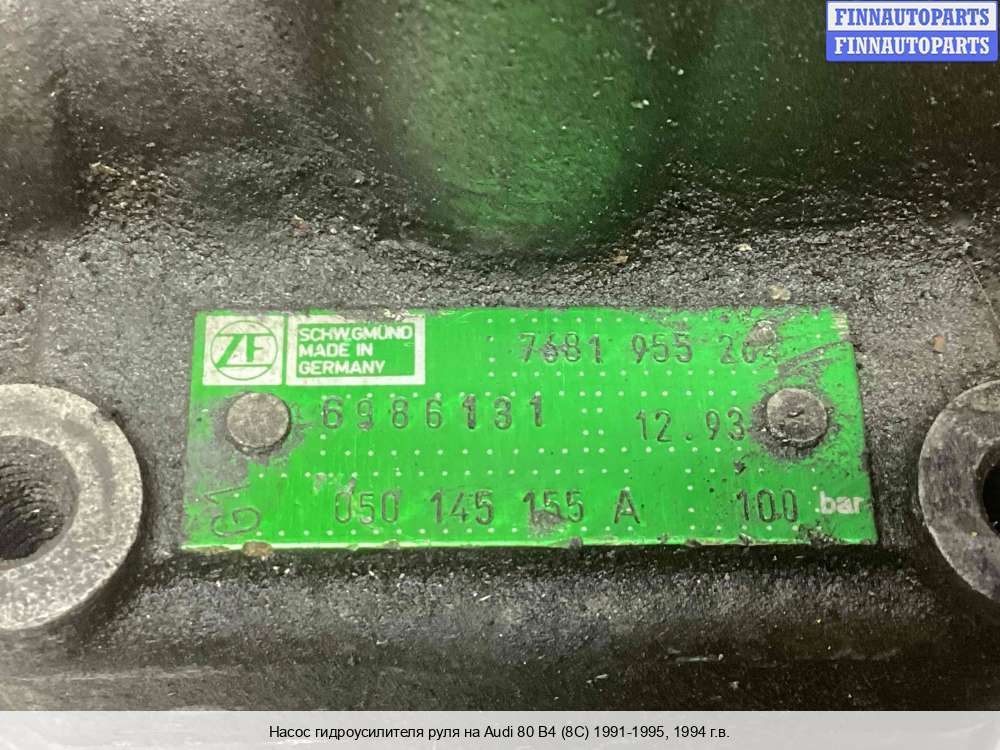 FINNAUTOPARTS
FINNAUTOPARTS
ZF
SCHW.GMÜND
MADE IN
GERMANY
7681 955
6986131
12.93
050 145 155 A 100 bar
Насос гидроусилителя руля на Audi 80 B4 (8C) 1991-1995, 1994 г.в.